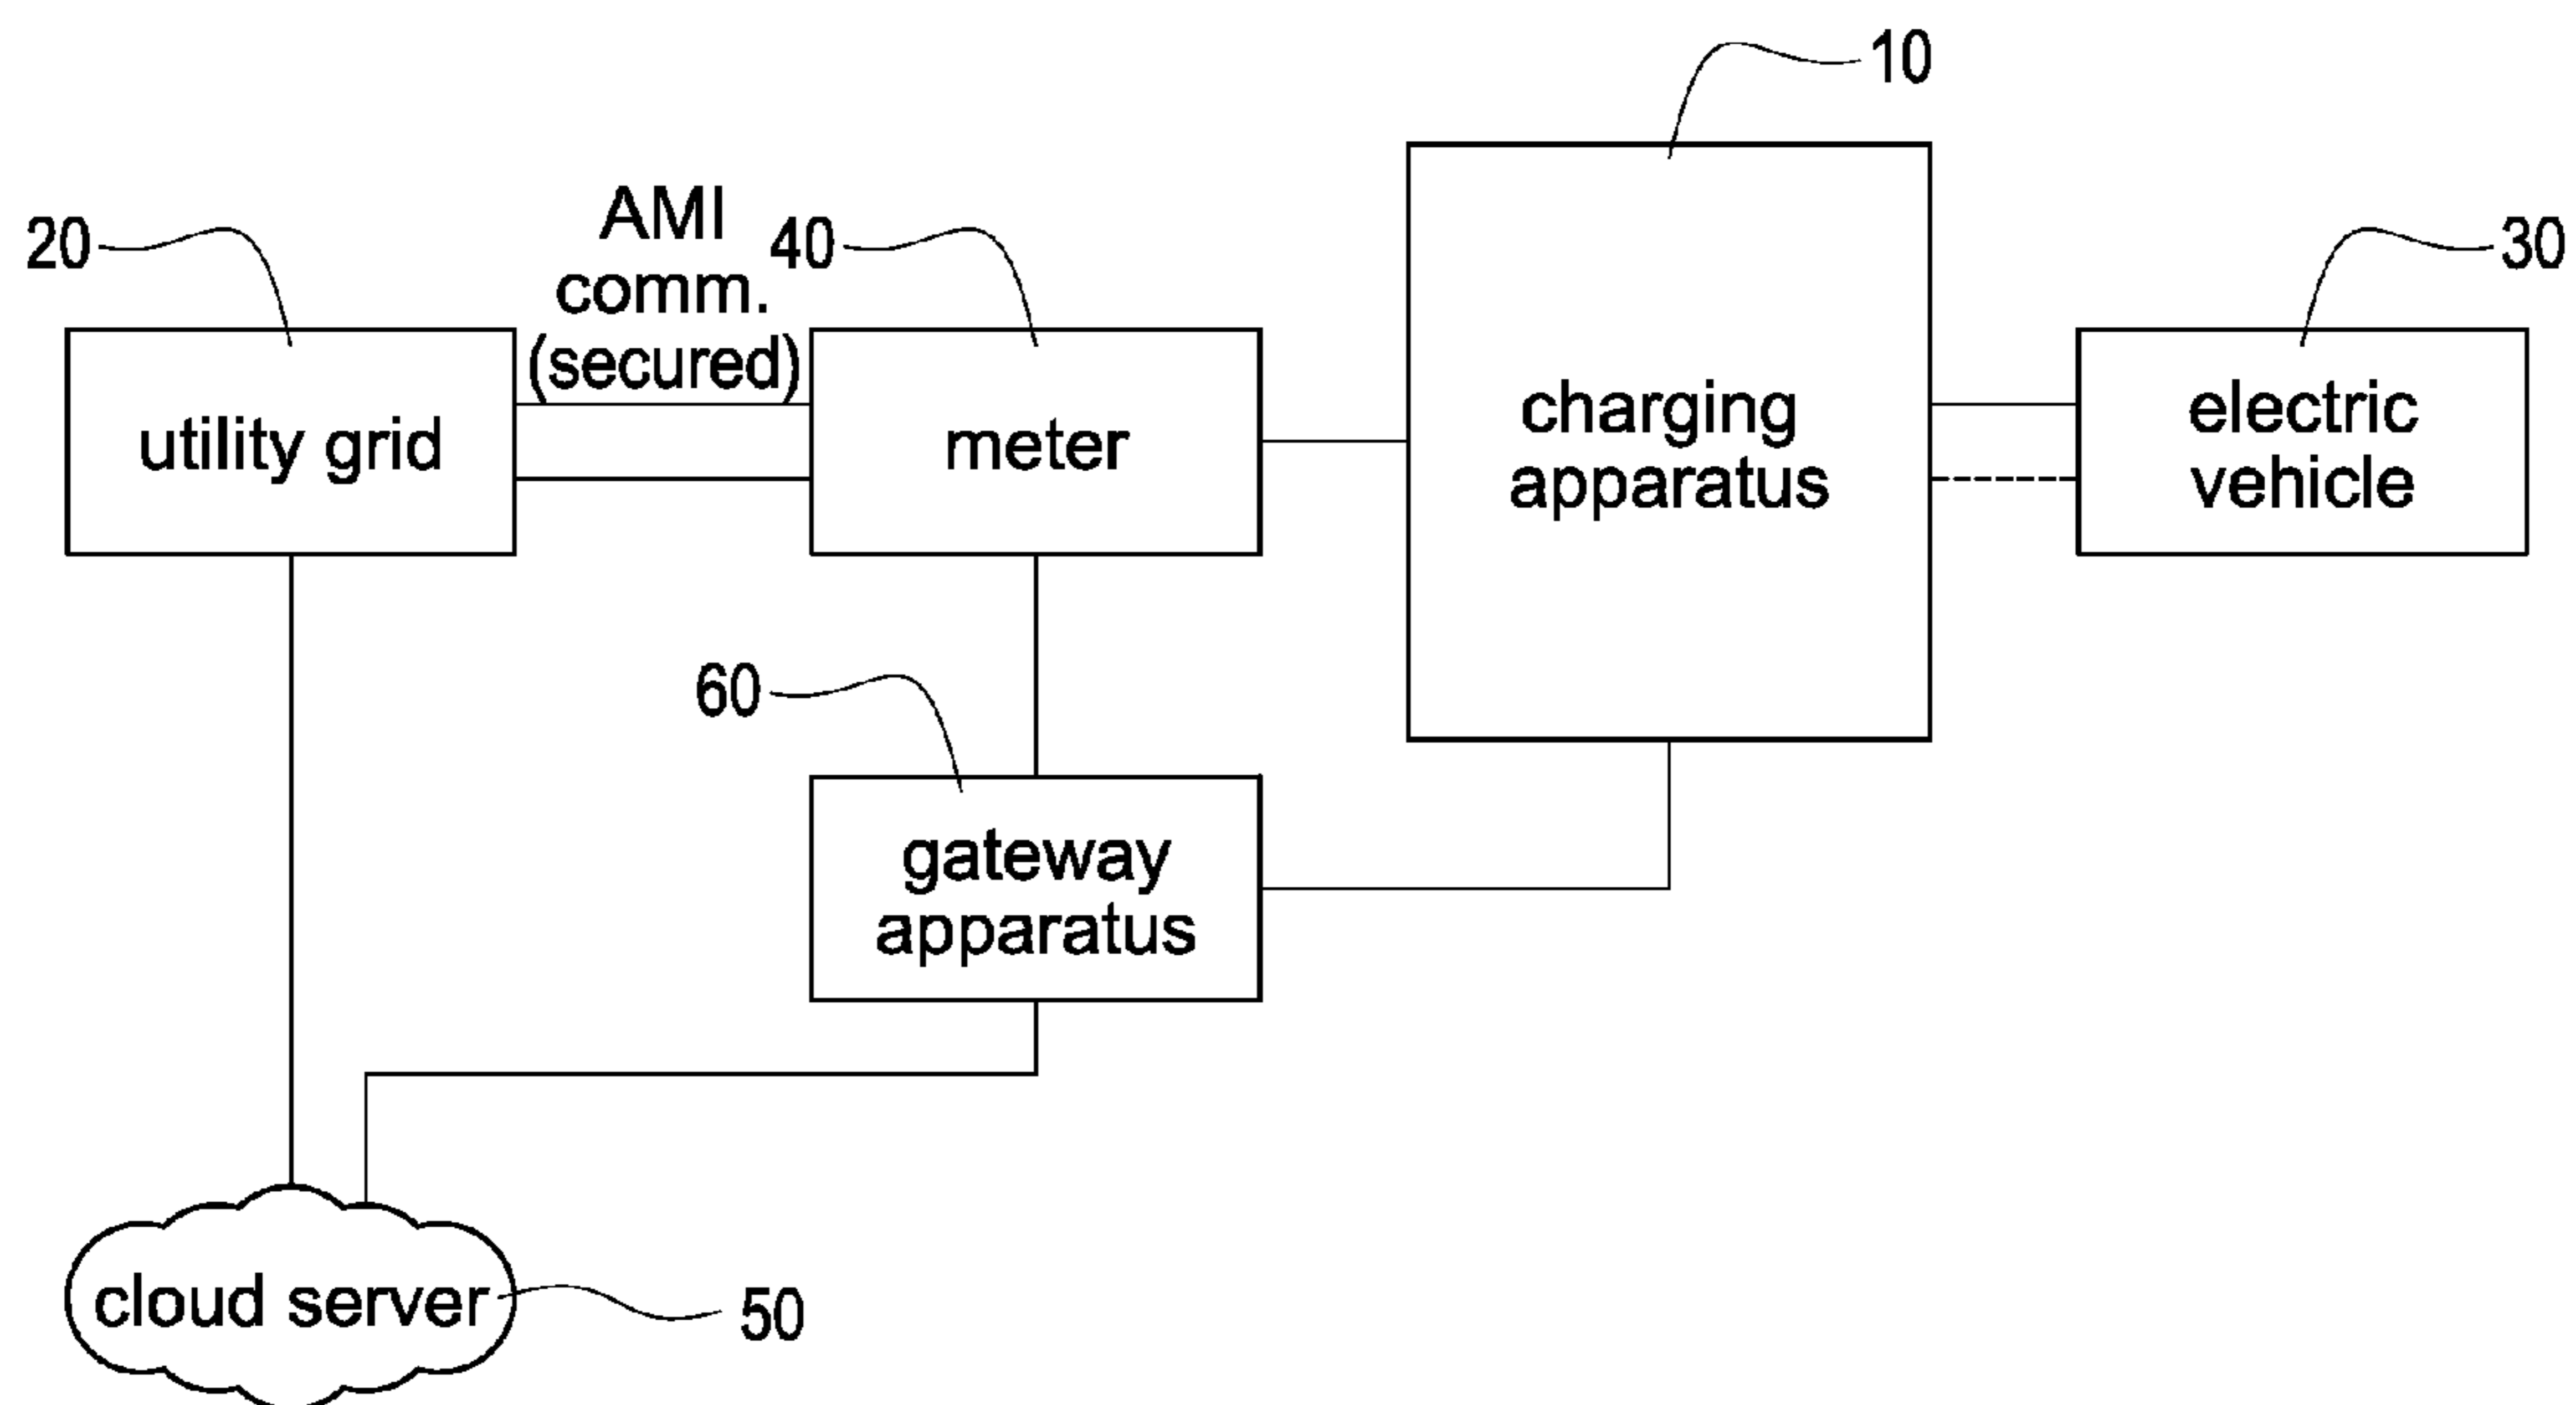 10
20
AMI
comm.
(secured)
40
30
utility grid
meter
charging
apparatus
electric
vehicle
60
gateway
apparatus
cloud server
50